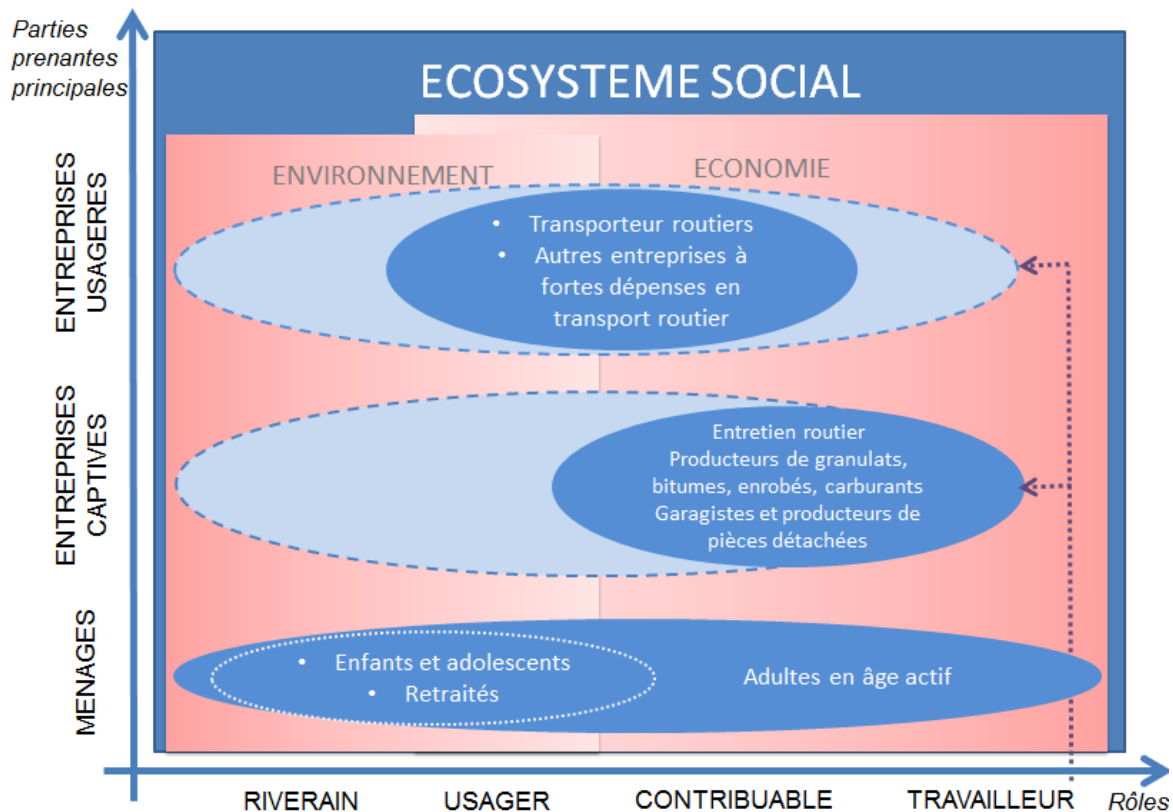 Parties
prenantes
principales
ECOSYSTEME SOCIAL
ENVIRONNEMENT
ECONOMIE
ENTREPRISES
USAGERES
• Transporteur routiers
• Autres entreprises à
fortes dépenses en
transport routier
ENTREPRISES
CAPTIVES
Entretien routier
Producteurs de granulats,
bitumes, enrobés, carburants
Garagistes et producteurs de
pièces détachées
MENAGES
• Enfants et adolescents
• Retraités
Adultes en âge actif
RIVERAIN
USAGER
CONTRIBUABLE
TRAVAILLEUR
Rôles